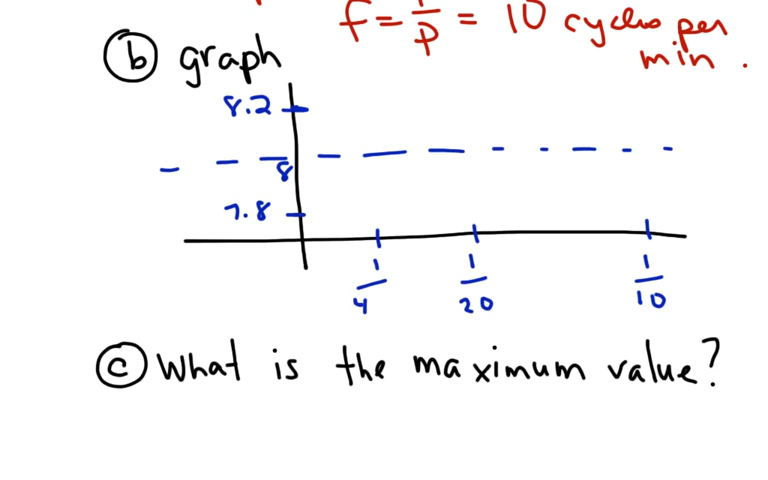 f = 1/p = 10 cycles per
min.
(b) graph
8.2
8
7.8
1/4 1/20 1/10
(c) What is the maximum value?